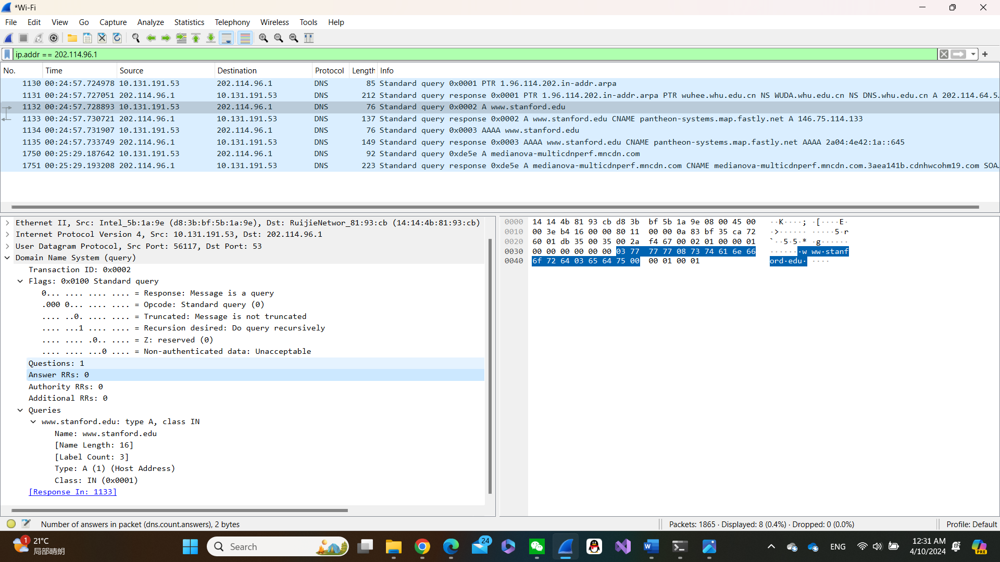 *Wi-Fi
File Edit View Go Capture Analyze Statistics Telephony Wireless Tools Help
ip.addr == 202.114.96.1
No. Time Source Destination Protocol Length Info
1130 00:24:57.724978 10.131.191.53 202.114.96.1 DNS 85 Standard query 0x0001 PTR 1.96.114.202.in-addr.arpa
1131 00:24:57.727051 202.114.96.1 10.131.191.53 DNS 212 Standard query response 0x0001 PTR 1.96.114.202.in-addr.arpa PTR wuhee.whu.edu.cn NS WUDA.whu.edu.cn NS DNS.whu.edu.cn A 202.114.64.5.
1132 00:24:57.728893 10.131.191.53 202.114.96.1 DNS 76 Standard query 0x0002 A www.stanford.edu
1133 00:24:57.730721 202.114.96.1 10.131.191.53 DNS 137 Standard query response 0x0002 A www.stanford.edu CNAME pantheon-systems.map.fastly.net A 146.75.114.133
1134 00:24:57.731907 10.131.191.53 202.114.96.1 DNS 76 Standard query 0x0003 AAAA www.stanford.edu
1135 00:24:57.733749 202.114.96.1 10.131.191.53 DNS 149 Standard query response 0x0003 AAAA www.stanford.edu CNAME pantheon-systems.map.fastly.net AAAA 2a04:4e42:1a::645
1750 00:25:29.187642 10.131.191.53 202.114.96.1 DNS 92 Standard query 0xde5e A medianova-multicdnperf.mncdn.com
1751 00:25:29.193208 202.114.96.1 10.131.191.53 DNS 223 Standard query response 0xde5e A medianova-multicdnperf.mncdn.com CNAME medianova-multicdnperf.mncdn.com.3aea141b.cdnhwcohm19.com SOA.
Ethernet II, Src: Intel_5b:1a:9e (d8:3b:bf:5b:1a:9e), Dst: RuijieNetwor_81:93:cb (14:14:4b:81:93:cb)
Internet Protocol Version 4, Src: 10.131.191.53, Dst: 202.114.96.1
User Datagram Protocol, Src Port: 56117, Dst Port: 53
Domain Name System (query)
Transaction ID: 0x0002
Flags: 0x0100 Standard query
0... .... .... .... = Response: Message is a query
.000 0... .... .... = Opcode: Standard query (0)
.... ..0. .... .... = Truncated: Message is not truncated
.... ...1 .... .... = Recursion desired: Do query recursively
.... .... .0.. .... = Z: reserved (0)
.... .... ...0 .... = Non-authenticated data: Unacceptable
Questions: 1
Answer RRs: 0
Authority RRs: 0
Additional RRs: 0
Queries
www.stanford.edu: type A, class IN
Name: www.stanford.edu
[Name Length: 16]
[Label Count: 3]
Type: A (1) (Host Address)
Class: IN (0x0001)
[Response In: 1133]
0000 14 14 4b 81 93 cb d8 3b bf 5b 1a 9e 08 00 45 00 ··K····; ·[····E·
0010 00 3e b4 16 00 00 80 11 00 00 0a 83 bf 35 ca 72 ·>······ ·····5·r
0020 60 01 db 35 00 35 00 2a f4 67 00 02 01 00 00 01 `··5·5·* ·g······
0030 00 00 00 00 00 00 03 77 77 77 08 73 74 61 6e 66 ·······w ww·stanf
0040 6f 72 64 03 65 64 75 00 00 01 00 01 ord·edu· ····
Number of answers in packet (dns.count.answers), 2 bytes
Packets: 1865 · Displayed: 8 (0.4%) · Dropped: 0 (0.0%)
Profile: Default
1
21°C
局部晴朗
Search
24
ENG
12:31 AM
4/10/2024
PRE